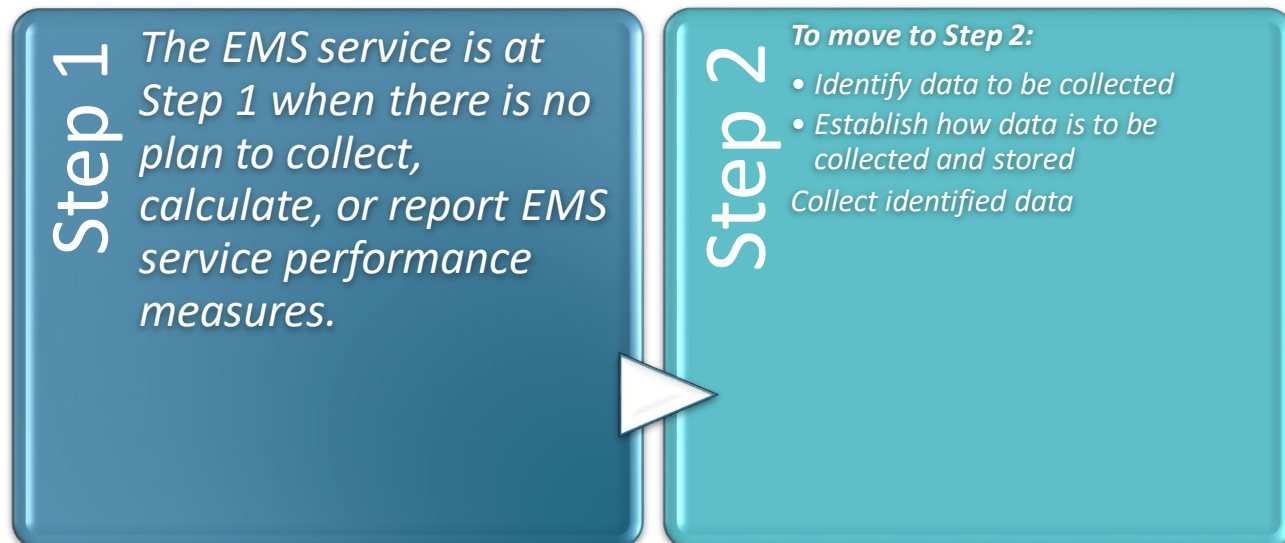 Step 1
The EMS service is at
Step 1 when there is no
plan to collect,
calculate, or report EMS
service performance
measures.
Step 2
To move to Step 2:
• Identify data to be collected
• Establish how data is to be
collected and stored
Collect identified data